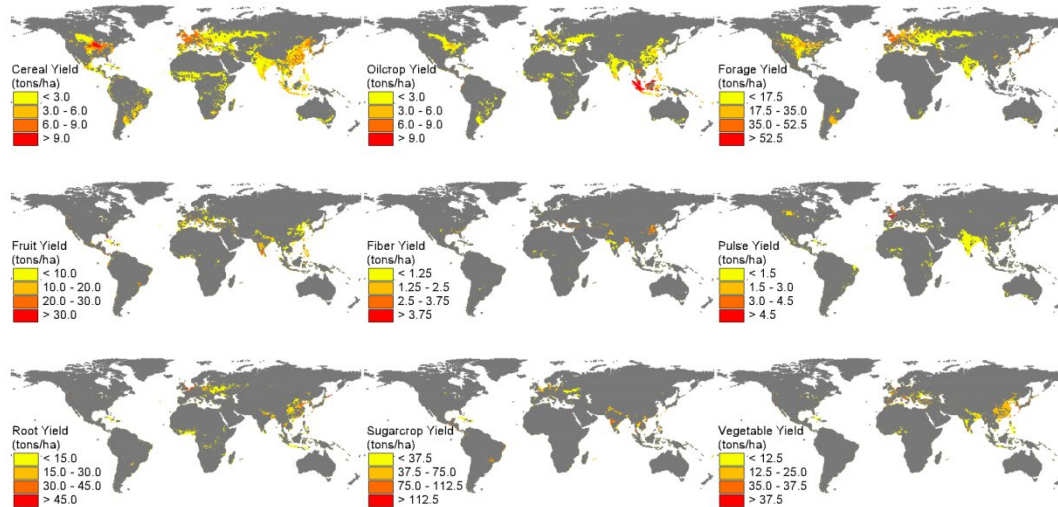 Cereal Yield
(tons/ha)
< 3.0
3.0 - 6.0
6.0 - 9.0
> 9.0
Oilcrop Yield
(tons/ha)
< 3.0
3.0 - 6.0
6.0 - 9.0
> 9.0
Forage Yield
(tons/ha)
< 17.5
17.5 - 35.0
35.0 - 52.5
> 52.5
Fruit Yield
(tons/ha)
< 10.0
10.0 - 20.0
20.0 - 30.0
> 30.0
Fiber Yield
(tons/ha)
< 1.25
1.25 - 2.5
2.5 - 3.75
> 3.75
Pulse Yield
(tons/ha)
< 1.5
1.5 - 3.0
3.0 - 4.5
> 4.5
Root Yield
(tons/ha)
< 15.0
15.0 - 30.0
30.0 - 45.0
> 45.0
Sugarcrop Yield
(tons/ha)
< 37.5
37.5 - 75.0
75.0 - 112.5
> 112.5
Vegetable Yield
(tons/ha)
< 12.5
12.5 - 25.0
35.0 - 37.5
> 37.5